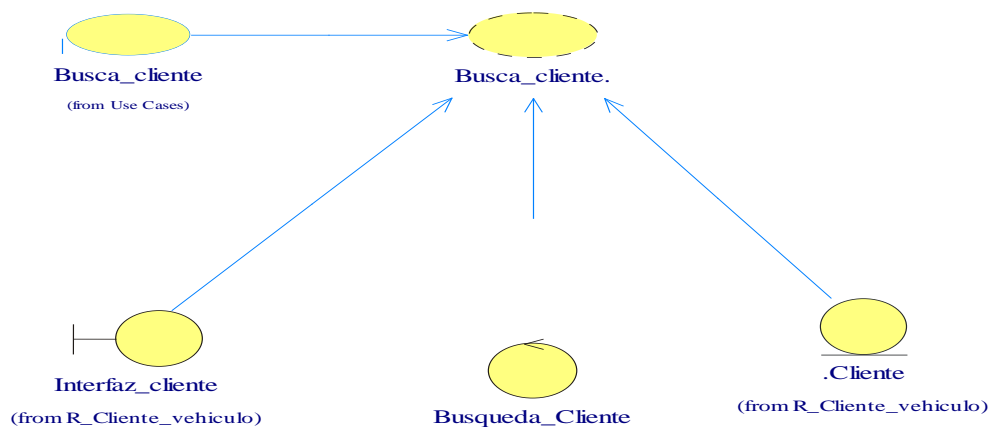 Busca_cliente
(from Use Cases)
Busca_cliente.
Interfaz_cliente
(from R_Cliente_vehiculo)
Busqueda_Cliente
.Cliente
(from R_Cliente_vehiculo)